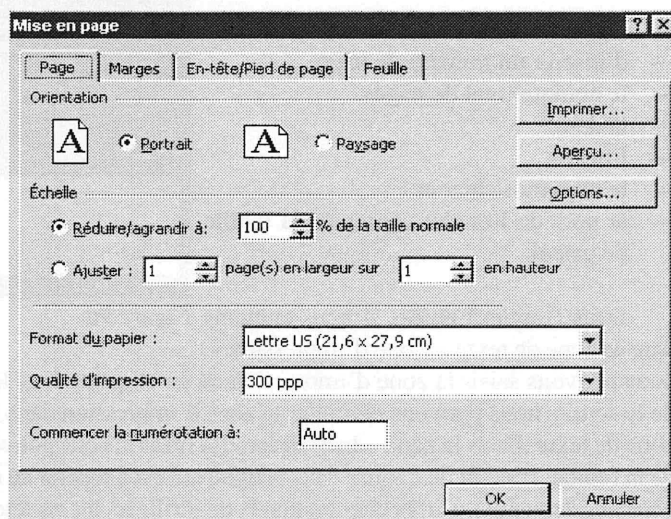 Mise en page
Page Marges En-tête/Pied de page Feuille
Orientation
A Portrait A Paysage
Imprimer...
Aperçu...
Options...
Échelle
Réduire/agrandir à: 100 % de la taille normale
Ajuster : 1 page(s) en largeur sur 1 en hauteur
Format du papier : Lettre US (21,6 x 27,9 cm)
Qualité d'impression : 300 ppp
Commencer la numérotation à: Auto
OK Annuler